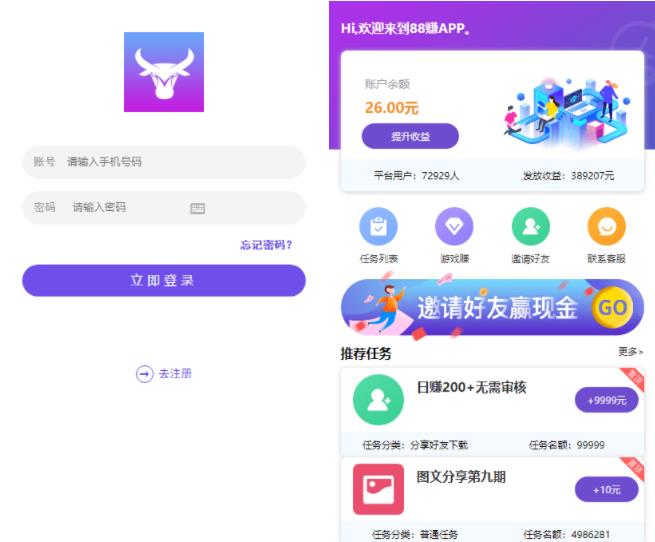 账号 请输入手机号码
密码 请输入密码
忘记密码?
立即登录
去注册
Hi,欢迎来到88赚APP。
账户余额
26.00元
提升收益
平台用户：72929人 发放收益：389207元
任务列表 游戏赚 邀请好友 联系客服
邀请好友赢现金 GO
推荐任务 更多>
置顶
日赚200+无需审核
+9999元
任务分类：分享好友下载 任务名额：99999
置顶
图文分享第九期
+10元
任务分类：普通任务 任务名额：4986281